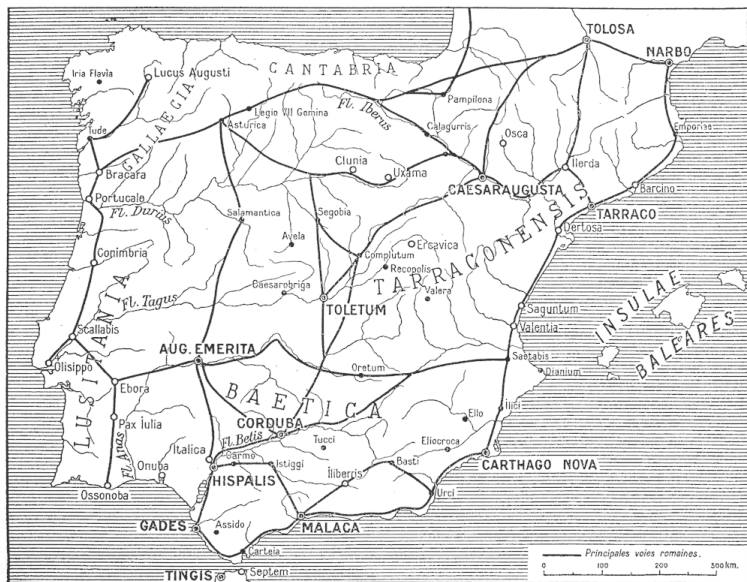 TOLOSA
NARBO
Iria Flavia
Lucus Augusti
CANTABRIA
Pampilona
GALLAECIA
Legio VII Gemina
Fl. Iberus
Asturica
Calagurris
Osca
Emporiae
Tude
Bracara
Clunia
Uxama
Ilerda
CAESARAUGUSTA
Barcino
Portucale
Fl. Durius
TARRACO
Salamantica
Segobia
Dertosa
Avela
Ercavica
Conimbria
Complutum
Recopolis
TARRACONENSIS
Caesarobriga
Valera
Fl. Tagus
TOLETUM
INSULAE
BALEARES
Saguntum
Valentia
Scallabis
LUSITANIA
AUG. EMERITA
Saetabis
Olisippo
Oretum
Dianium
Ebora
BAETICA
Ilici
Pax Iulia
CORDUBA
Ello
Fl. Betis
Tucci
Eliocroca
Italica
Fl. Anas
Onuba
Carmo
Istiggi
Basti
CARTHAGO NOVA
Iliberris
Ossonoba
HISPALIS
Urci
GADES
Assido
MALACA
Carteia
Septem
TINGIS
Principales voies romaines.
0 100 200 300 km.